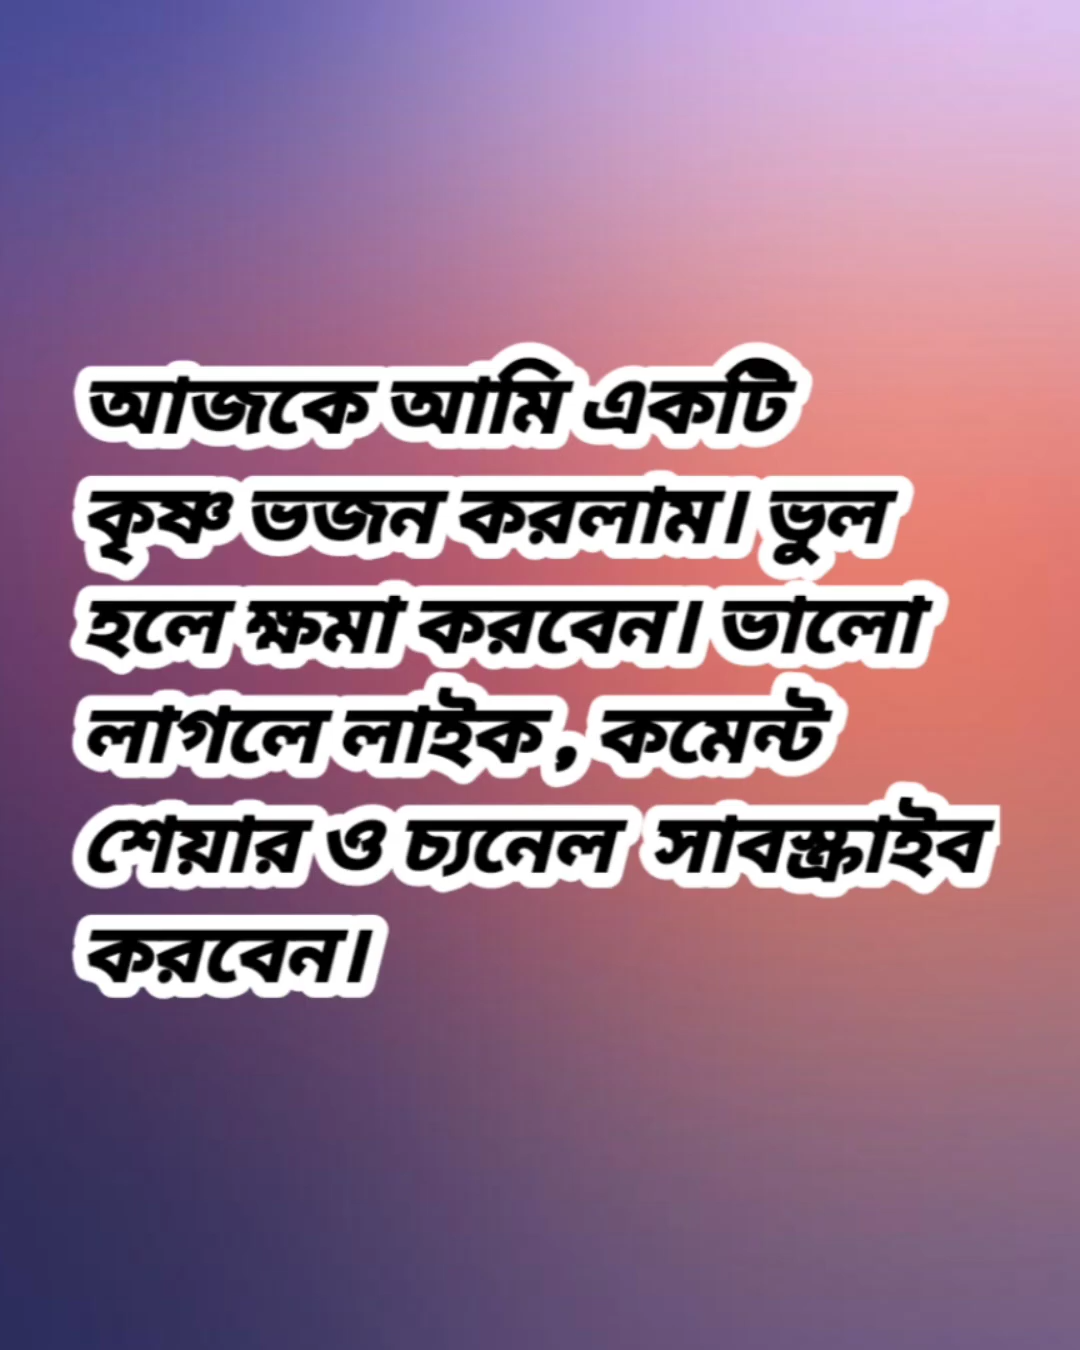 আজকে আমি একটি
কৃষ্ণ ভজন করলাম। ভুল
হলে ক্ষমা করবেন। ভালো
লাগলে লাইক , কমেন্ট
শেয়ার ও চ্যনেল  সাবস্ক্রাইব
করবেন।